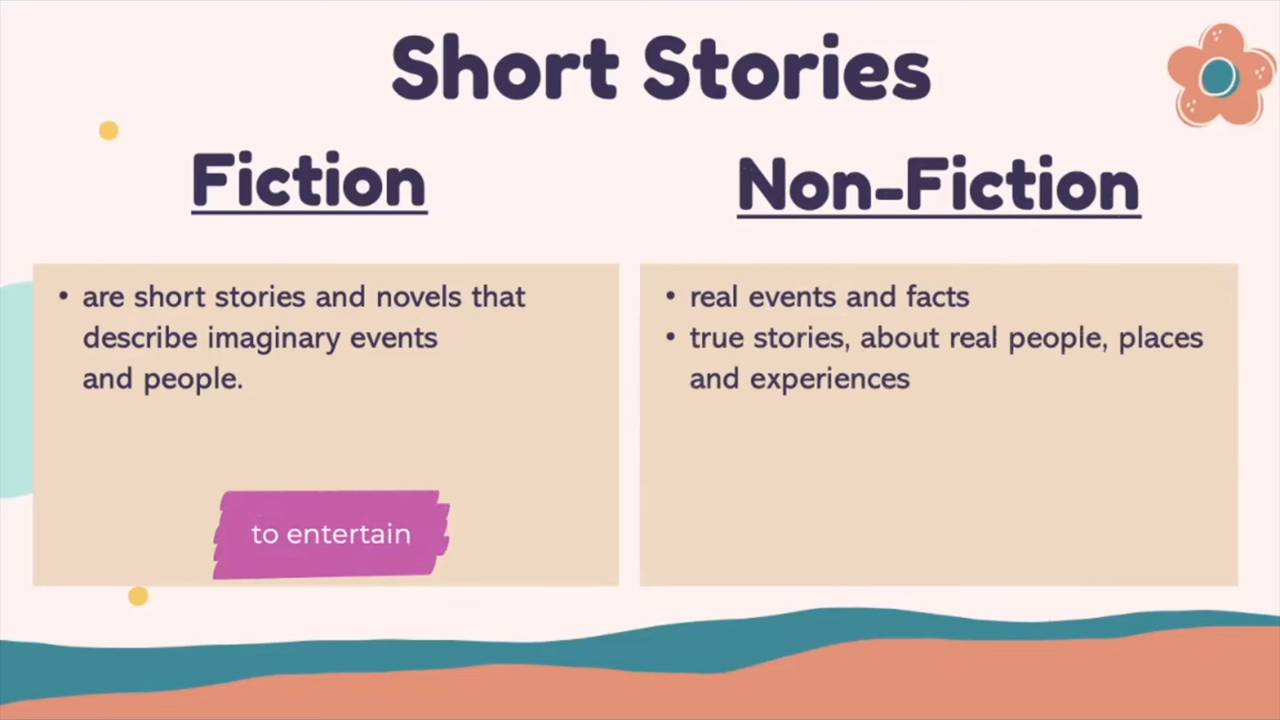 Short Stories
Fiction
Non-Fiction
• are short stories and novels that
describe imaginary events
and people.
to entertain
• real events and facts
• true stories, about real people, places
and experiences